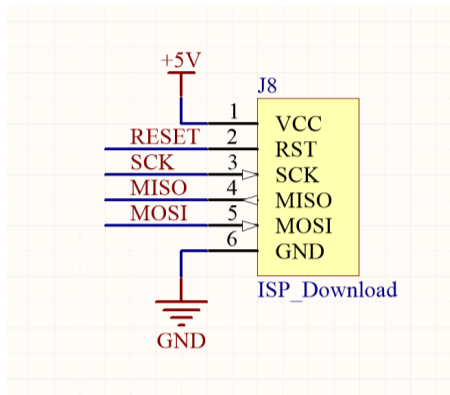 +5V
J8
1 VCC
RESET 2 RST
SCK 3 SCK
MISO 4 MISO
MOSI 5 MOSI
6 GND
ISP_Download
GND